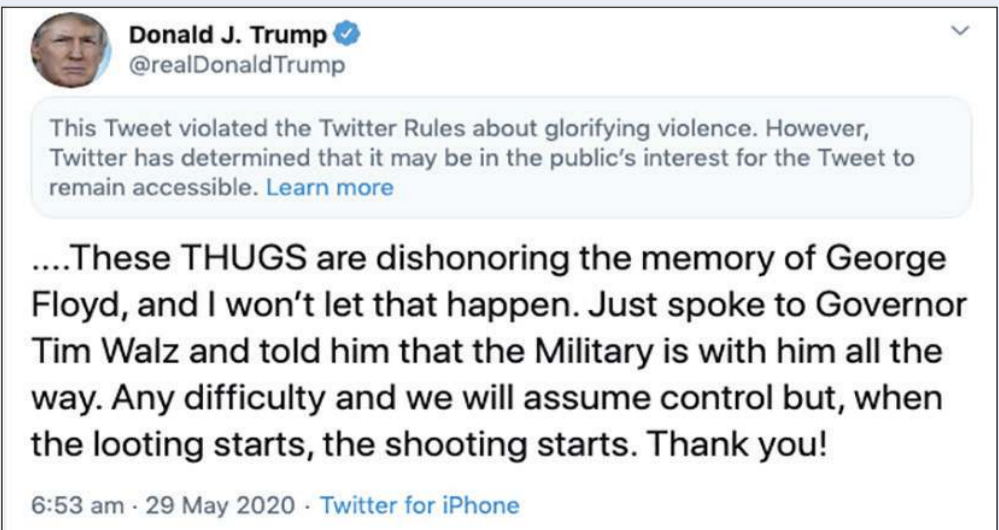 Donald J. Trump
@realDonaldTrump
This Tweet violated the Twitter Rules about glorifying violence. However,
Twitter has determined that it may be in the public's interest for the Tweet to
remain accessible. Learn more
....These THUGS are dishonoring the memory of George
Floyd, and I won't let that happen. Just spoke to Governor
Tim Walz and told him that the Military is with him all the
way. Any difficulty and we will assume control but, when
the looting starts, the shooting starts. Thank you!
6:53 am · 29 May 2020 · Twitter for iPhone